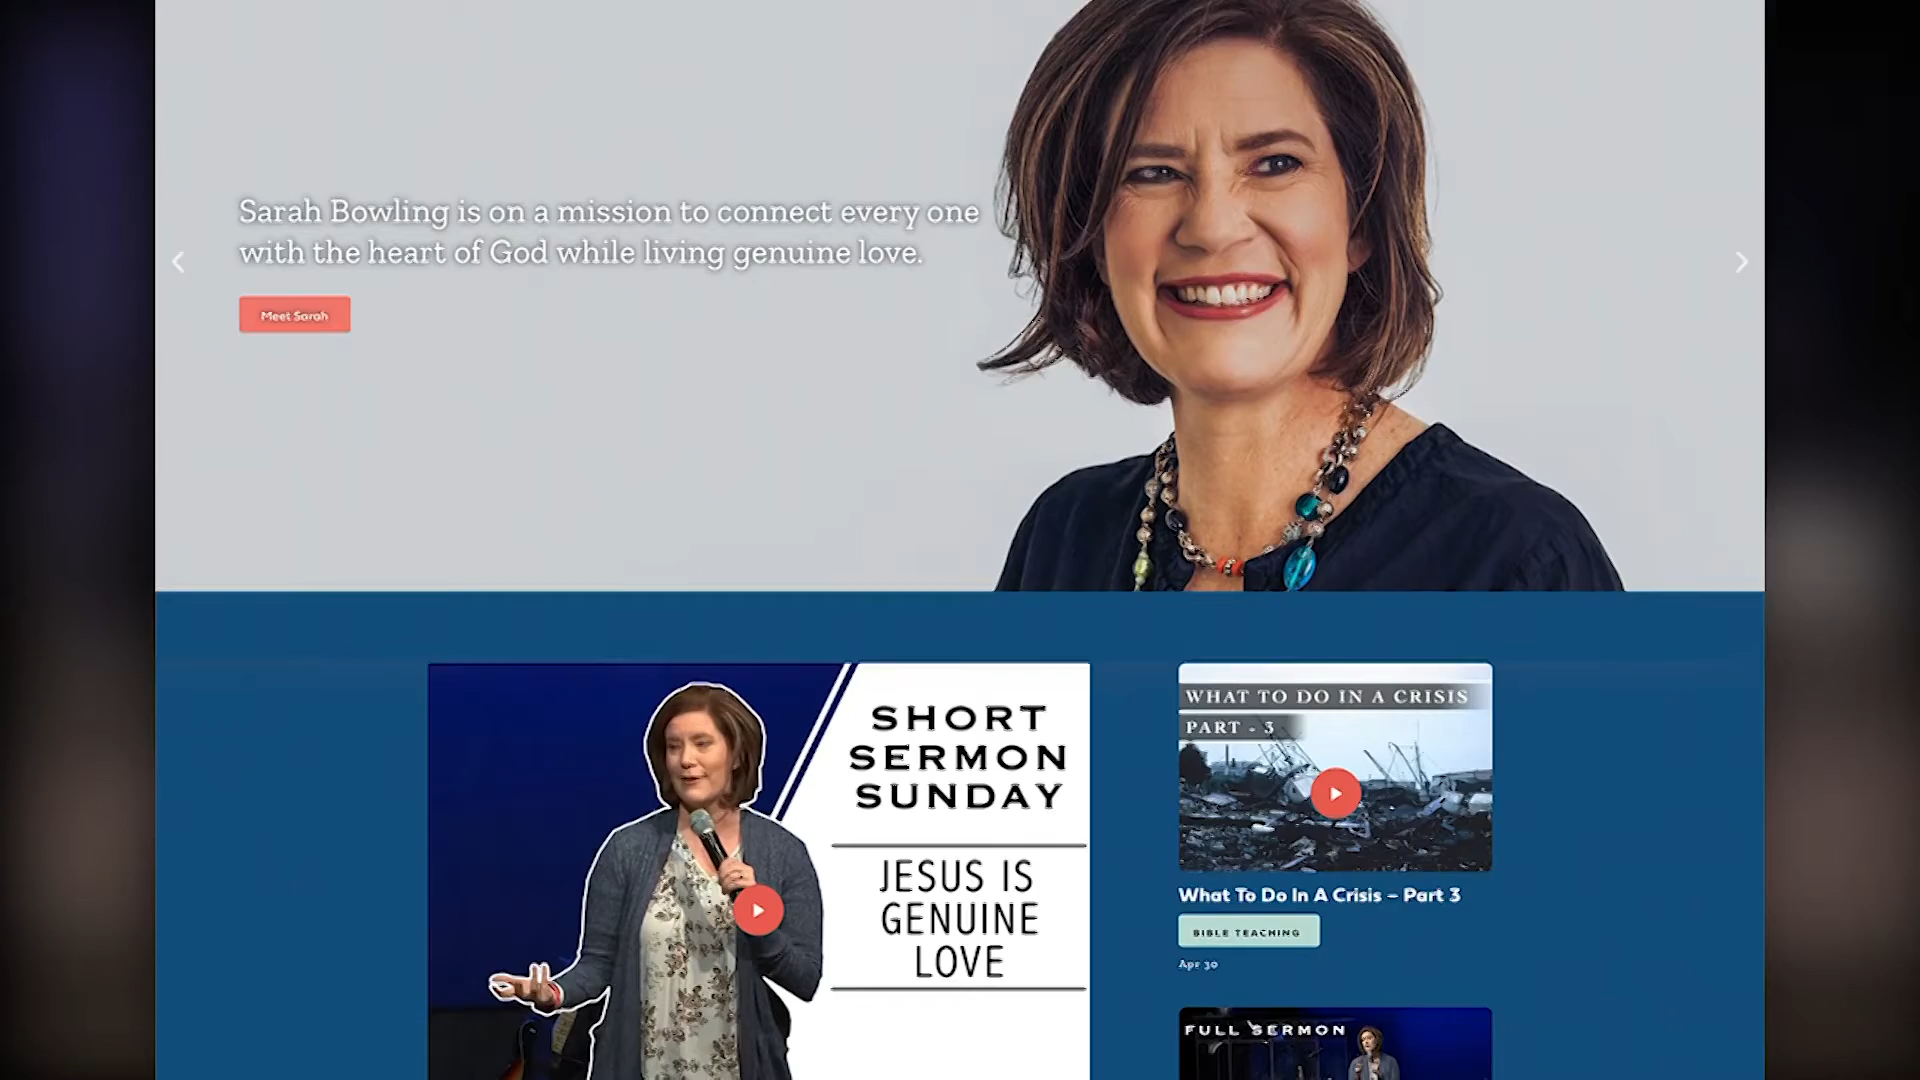 Sarah Bowling is on a mission to connect every one
with the heart of God while living genuine love.
Meet Sarah
SHORT
SERMON
SUNDAY
JESUS IS
GENUINE
LOVE
WHAT TO DO IN A CRISIS
PART - 3
What To Do In A Crisis – Part 3
BIBLE TEACHING
Apr 30
FULL SERMON